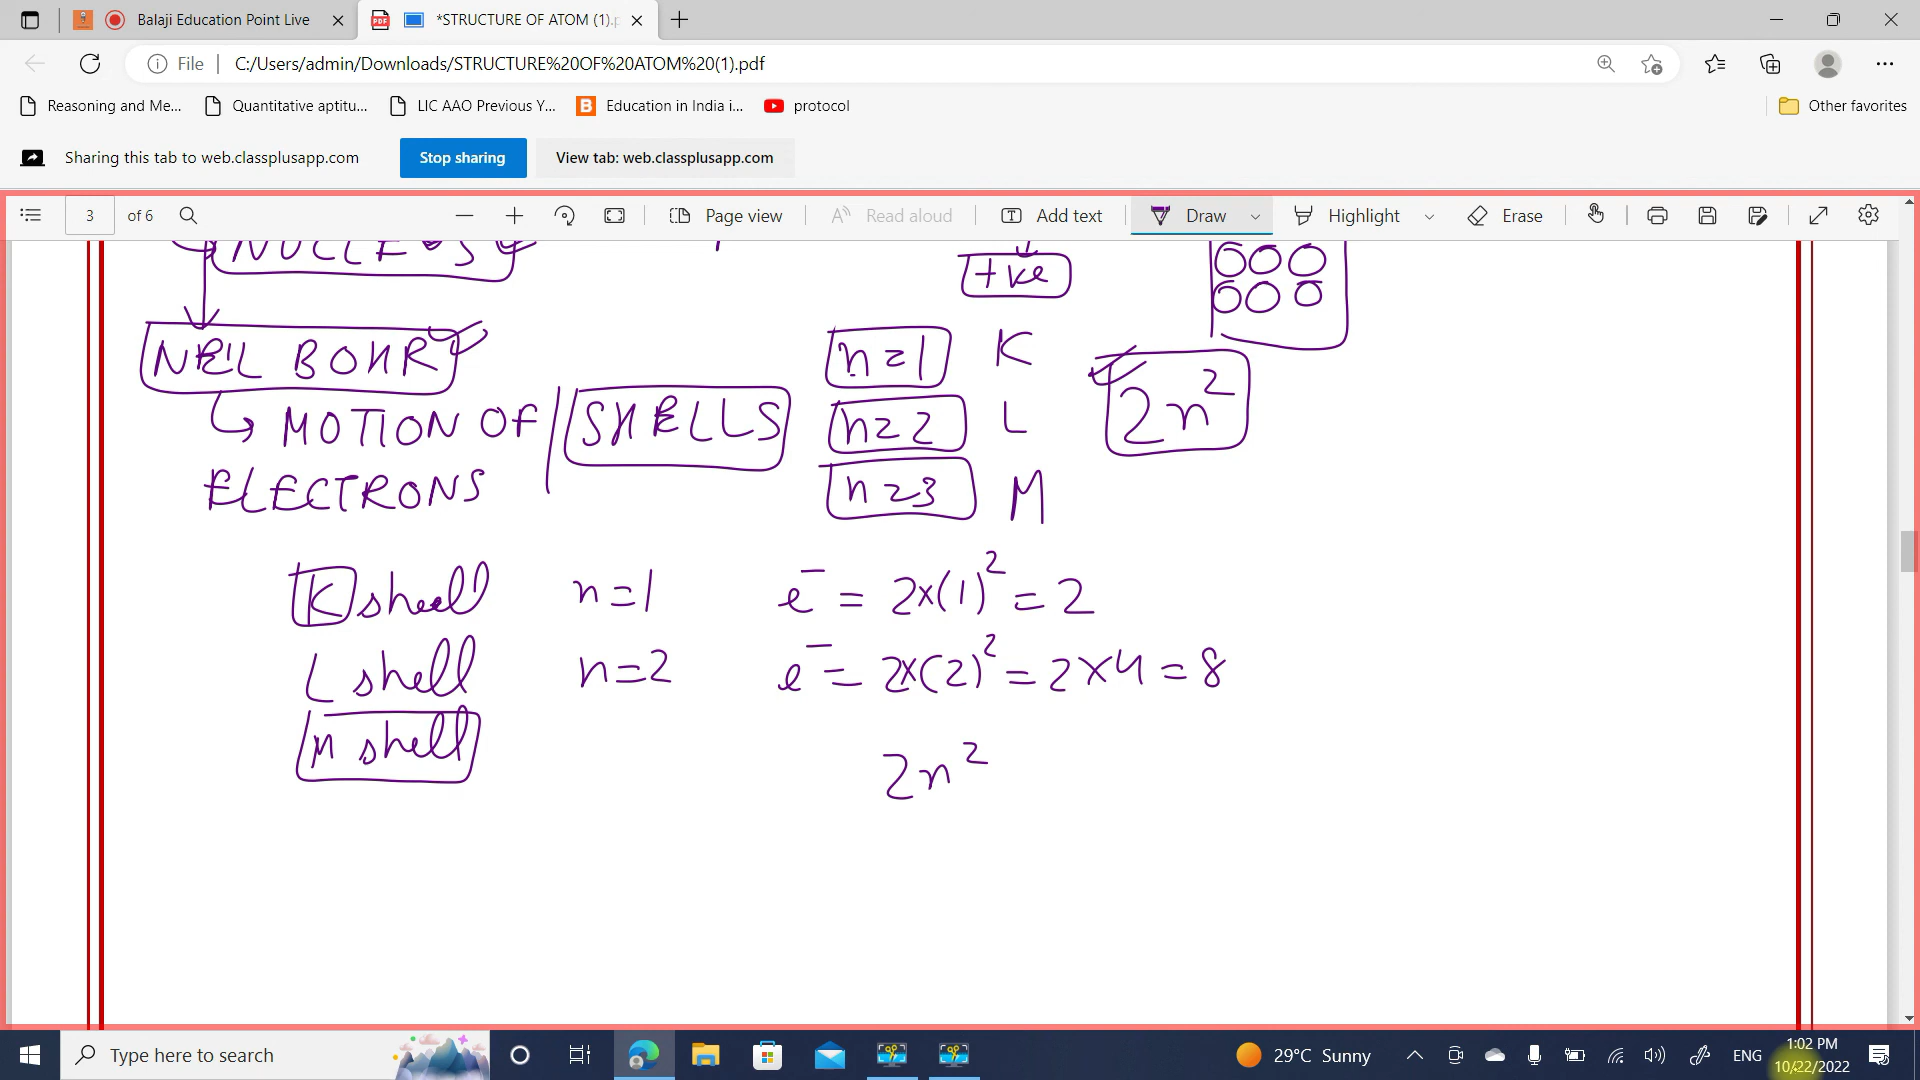 Balaji Education Point Live
*STRUCTURE OF ATOM (1).p
File
C:/Users/admin/Downloads/STRUCTURE%20OF%20ATOM%20(1).pdf
Reasoning and Me...
Quantitative aptitu...
LIC AAO Previous Y...
Education in India i...
protocol
Other favorites
Sharing this tab to web.classplusapp.com
Stop sharing
View tab: web.classplusapp.com
3 of 6
Page view
Read aloud
Add text
Draw
Highlight
Erase
NUCLEUS
+ve
NEIL BOHR
n=1 K
2n²
MOTION OF SHELLS
n=2 L
ELECTRONS
n=3 M
K shell n=1 e⁻ = 2x(1)² = 2
L shell n=2 e⁻ = 2x(2)² = 2x4 = 8
M shell
2n²
Type here to search
29°C Sunny
ENG
1:02 PM
10/22/2022